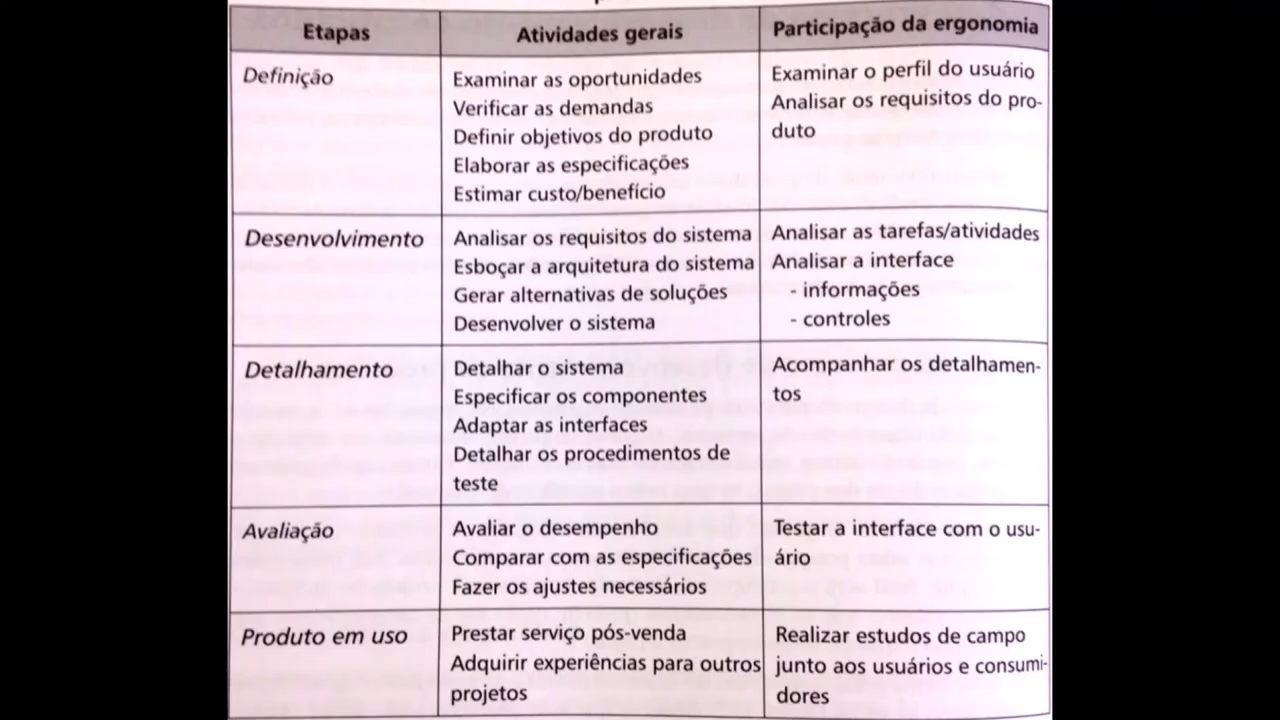 Etapas
Atividades gerais
Participação da ergonomia
Definição
Examinar as oportunidades
Verificar as demandas
Definir objetivos do produto
Elaborar as especificações
Estimar custo/benefício
Examinar o perfil do usuário
Analisar os requisitos do pro-
duto
Desenvolvimento
Analisar os requisitos do sistema
Esboçar a arquitetura do sistema
Gerar alternativas de soluções
Desenvolver o sistema
Analisar as tarefas/atividades
Analisar a interface
- informações
- controles
Detalhamento
Detalhar o sistema
Especificar os componentes
Adaptar as interfaces
Detalhar os procedimentos de
teste
Acompanhar os detalhamen-
tos
Avaliação
Avaliar o desempenho
Comparar com as especificações
Fazer os ajustes necessários
Testar a interface com o usu-
ário
Produto em uso
Prestar serviço pós-venda
Adquirir experiências para outros
projetos
Realizar estudos de campo
junto aos usuários e consumi-
dores